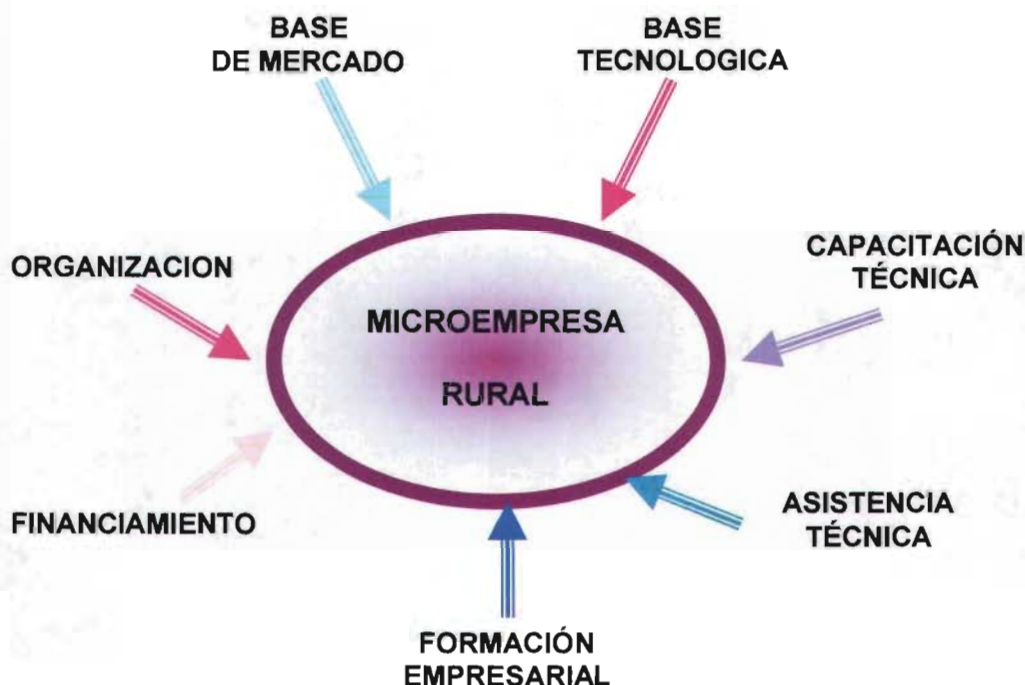 BASE
DE MERCADO
BASE
TECNOLOGICA
ORGANIZACION
CAPACITACIÓN
TÉCNICA
MICROEMPRESA
RURAL
FINANCIAMIENTO
ASISTENCIA
TÉCNICA
FORMACIÓN
EMPRESARIAL